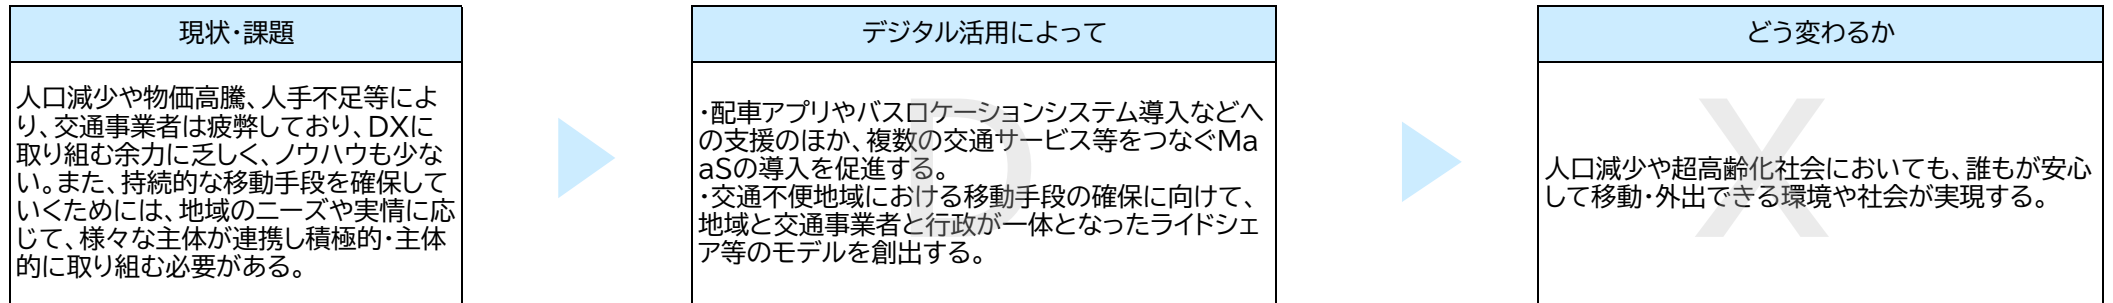 現状・課題
人口減少や物価高騰、人手不足等によ
り、交通事業者は疲弊しており、DXに
取り組む余力に乏しく、ノウハウも少な
い。また、持続的な移動手段を確保して
いくためには、地域のニーズや実情に応
じて、様々な主体が連携し積極的・主体
的に取り組む必要がある。
デジタル活用によって
・配車アプリやバスロケーションシステム導入などへ
の支援のほか、複数の交通サービス等をつなぐMa
aSの導入を促進する。
・交通不便地域における移動手段の確保に向けて、
地域と交通事業者と行政が一体となったライドシェ
ア等のモデルを創出する。
D
どう変わるか
人口減少や超高齢化社会においても、誰もが安心
して移動・外出できる環境や社会が実現する。
X